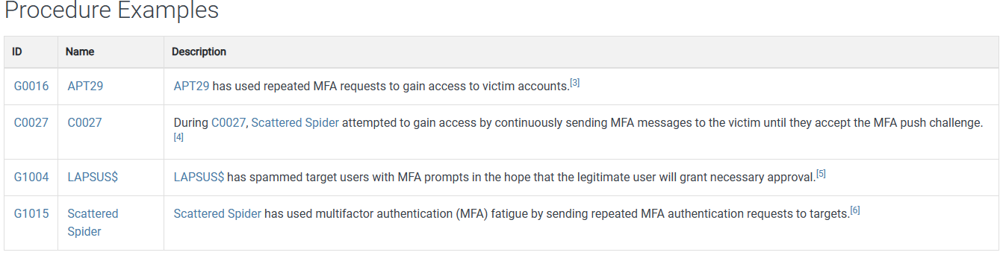 Procedure Examples
ID Name Description
G0016 APT29 APT29 has used repeated MFA requests to gain access to victim accounts.[3]
C0027 C0027 During C0027, Scattered Spider attempted to gain access by continuously sending MFA messages to the victim until they accept the MFA push challenge.
[4]
G1004 LAPSUS$ LAPSUS$ has spammed target users with MFA prompts in the hope that the legitimate user will grant necessary approval.[5]
G1015 Scattered Scattered Spider has used multifactor authentication (MFA) fatigue by sending repeated MFA authentication requests to targets.[6]
Spider